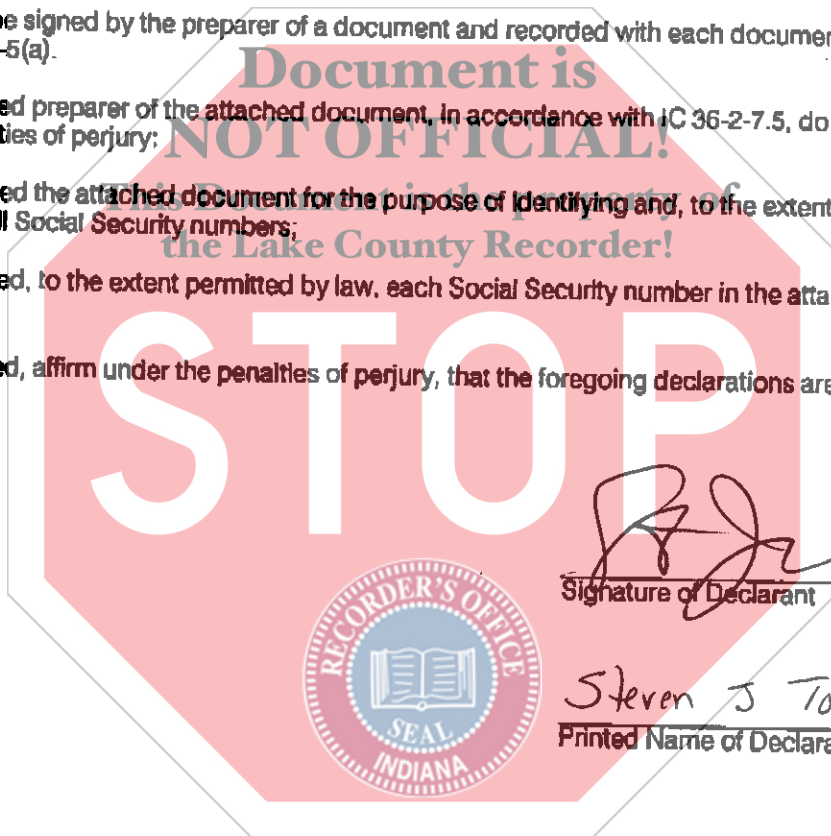 e signed by the preparer of a document and recorded with each documen
-5(a).
Document is
ed preparer of the attached document, in accordance with IC 36-2-7.5, do
ties of perjury:
NOT OFFICIAL!
This Document is the property of
ed the attached document for the purpose of identifying and, to the extent
l Social Security numbers;
the Lake County Recorder!
ed, to the extent permitted by law, each Social Security number in the atta
STOP
ed, affirm under the penalties of perjury, that the foregoing declarations are
Signature of Declarant
RECORDER'S OFFICE
SEAL
INDIANA
Steven J To
Printed Name of Declara